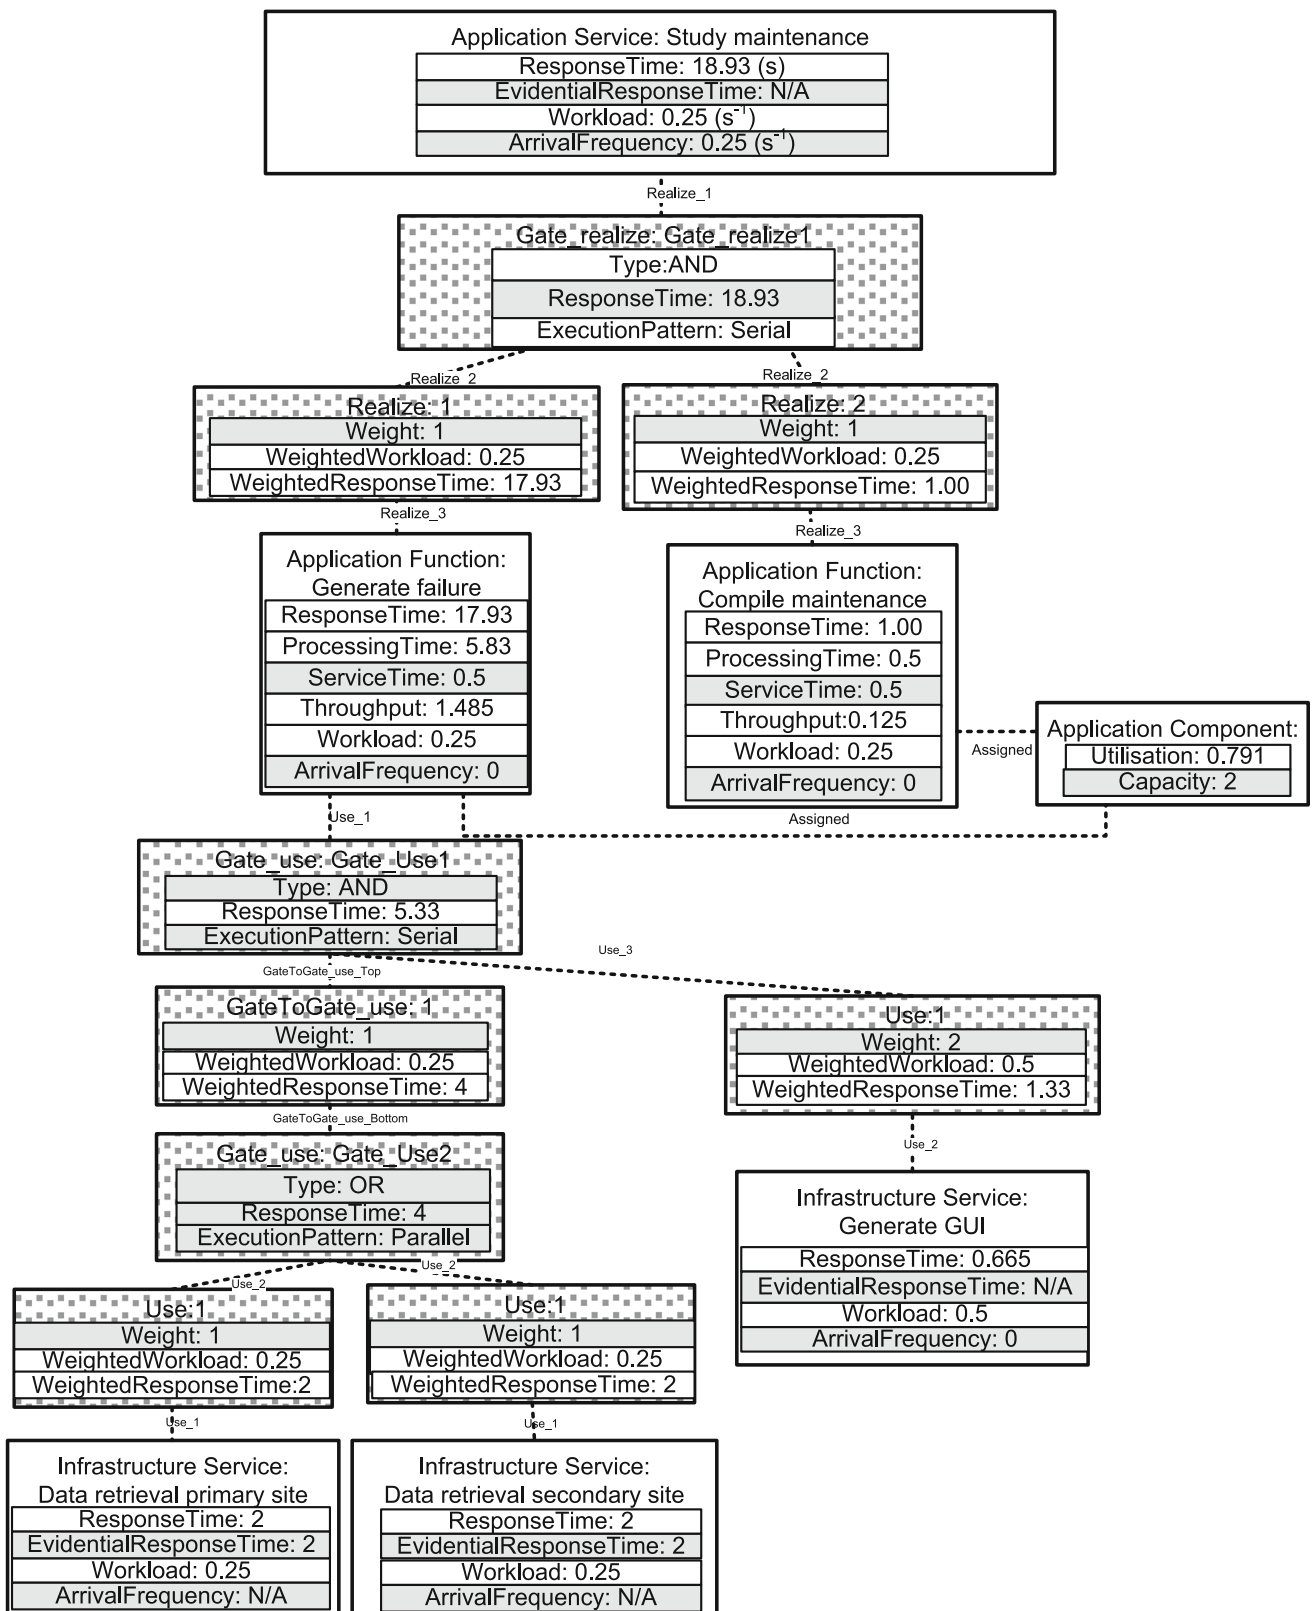 Application Service: Study maintenance
ResponseTime: 18.93 (s)
EvidentialResponseTime: N/A
Workload: 0.25 (s⁻¹)
ArrivalFrequency: 0.25 (s⁻¹)
Realize_1
Gate_realize: Gate_realize1
Type:AND
ResponseTime: 18.93
ExecutionPattern: Serial
Realize_2
Realize_2
Realize: 1
Weight: 1
WeightedWorkload: 0.25
WeightedResponseTime: 17.93
Realize: 2
Weight: 1
WeightedWorkload: 0.25
WeightedResponseTime: 1.00
Realize_3
Realize_3
Application Function:
Generate failure
ResponseTime: 17.93
ProcessingTime: 5.83
ServiceTime: 0.5
Throughput: 1.485
Workload: 0.25
ArrivalFrequency: 0
Application Function:
Compile maintenance
ResponseTime: 1.00
ProcessingTime: 0.5
ServiceTime: 0.5
Throughput:0.125
Workload: 0.25
ArrivalFrequency: 0
Assigned
Application Component:
Utilisation: 0.791
Capacity: 2
Assigned
Use_1
Gate_use: Gate_Use1
Type: AND
ResponseTime: 5.33
ExecutionPattern: Serial
GateToGate_use_Top
Use_3
GateToGate_use: 1
Weight: 1
WeightedWorkload: 0.25
WeightedResponseTime: 4
Use:1
Weight: 2
WeightedWorkload: 0.5
WeightedResponseTime: 1.33
GateToGate_use_Bottom
Use_2
Gate_use: Gate_Use2
Type: OR
ResponseTime: 4
ExecutionPattern: Parallel
Infrastructure Service:
Generate GUI
ResponseTime: 0.665
EvidentialResponseTime: N/A
Workload: 0.5
ArrivalFrequency: 0
Use_2
Use_2
Use:1
Weight: 1
WeightedWorkload: 0.25
WeightedResponseTime:2
Use:1
Weight: 1
WeightedWorkload: 0.25
WeightedResponseTime: 2
Use_1
Use_1
Infrastructure Service:
Data retrieval primary site
ResponseTime: 2
EvidentialResponseTime: 2
Workload: 0.25
ArrivalFrequency: N/A
Infrastructure Service:
Data retrieval secondary site
ResponseTime: 2
EvidentialResponseTime: 2
Workload: 0.25
ArrivalFrequency: N/A